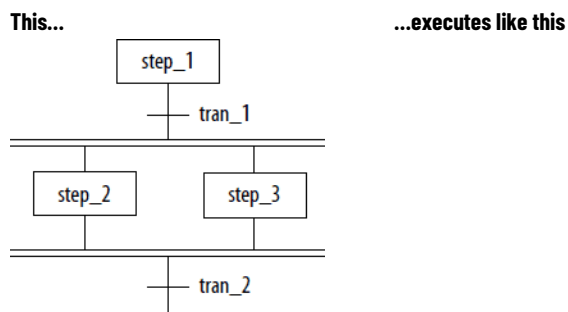 This... ...executes like this
step_1
tran_1
step_2 step_3
tran_2